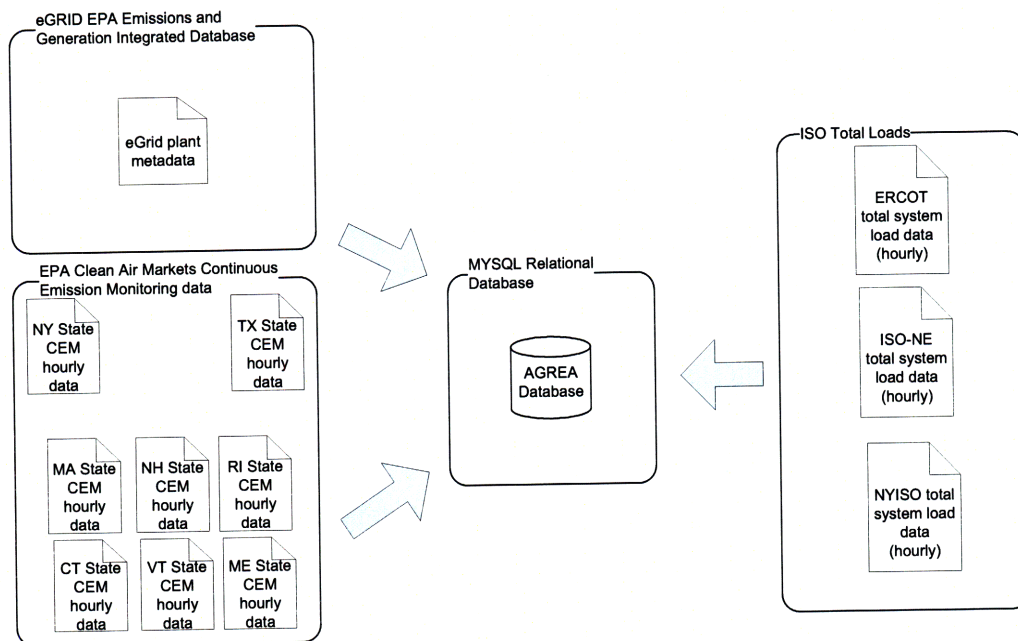 eGRID EPA Emissions and
Generation Integrated Database
eGrid plant
metadata
EPA Clean Air Markets Continuous
Emission Monitoring data
NY State
CEM
hourly
data
TX State
CEM
hourly
data
MA State
CEM
hourly
data
NH State
CEM
hourly
data
RI State
CEM
hourly
data
CT State
CEM
hourly
data
VT State
CEM
hourly
data
ME State
CEM
hourly
data
MYSQL Relational
Database
AGREA
Database
ISO Total Loads
ERCOT
total system
load data
(hourly)
ISO-NE
total system
load data
(hourly)
NYISO total
system load
data
(hourly)